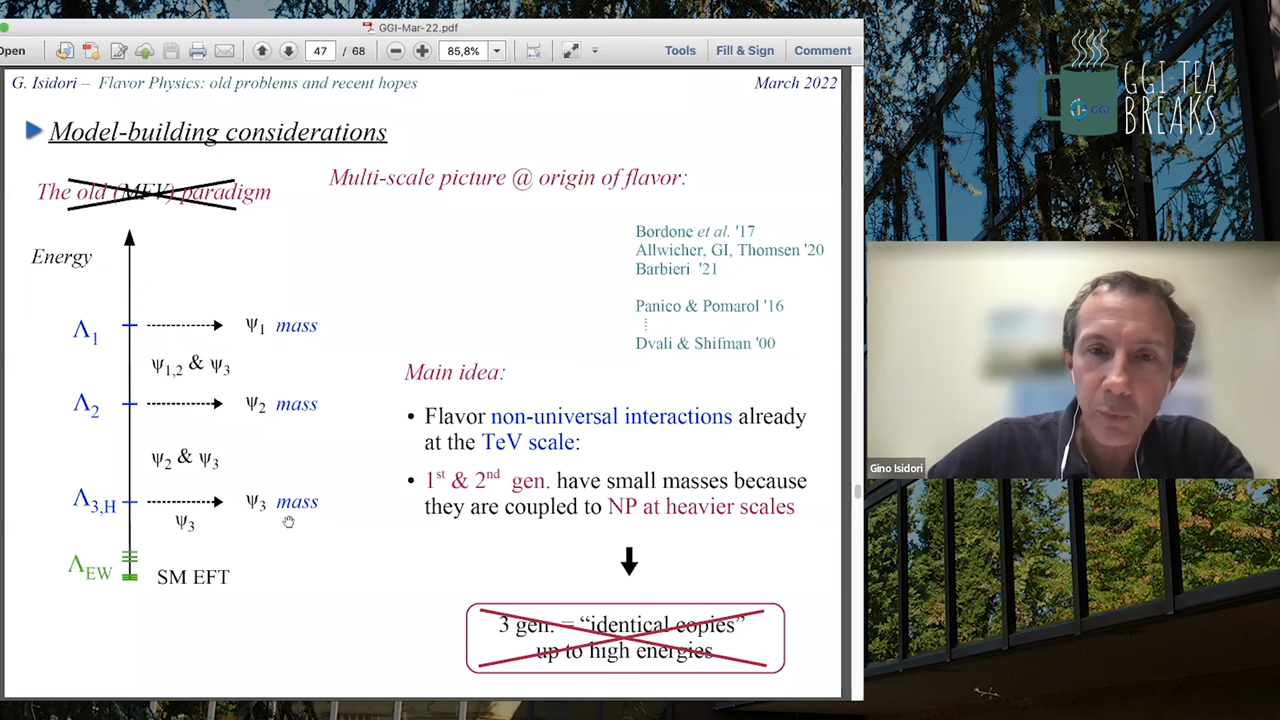 GGI-Mar-22.pdf
Open
47 / 68
85,8%
Tools
Fill & Sign
Comment
G. Isidori – Flavor Physics: old problems and recent hopes
March 2022
Model-building considerations
The old (MFV) paradigm
Multi-scale picture @ origin of flavor:
Energy
Λ1
ψ1 mass
ψ1,2 & ψ3
Λ2
ψ2 mass
ψ2 & ψ3
Λ3,H
ψ3 mass
ψ3
ΛEW
SM EFT
Bordone et al. '17
Allwicher, GI, Thomsen '20
Barbieri '21
Panico & Pomarol '16
⋮
Dvali & Shifman '00
Main idea:
• Flavor non-universal interactions already
at the TeV scale:
• 1st & 2nd gen. have small masses because
they are coupled to NP at heavier scales
3 gen. = “identical copies”
up to high energies
GGI TEA
BREAKS
GGI
Gino Isidori